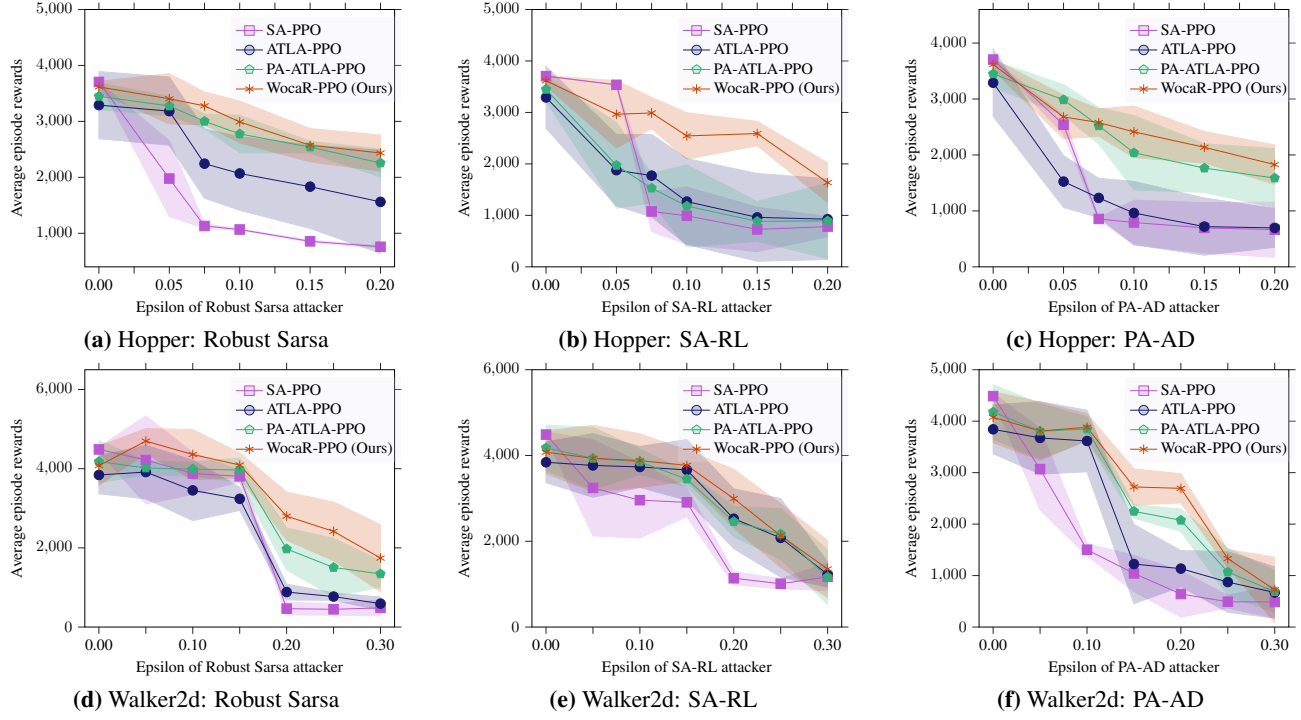 5,000
4,000
3,000
2,000
1,000
Average episode rewards
SA-PPO
ATLA-PPO
PA-ATLA-PPO
WocaR-PPO (Ours)
0.00 0.05 0.10 0.15 0.20
Epsilon of Robust Sarsa attacker
(a) Hopper: Robust Sarsa
5,000
4,000
3,000
2,000
1,000
0
Average episode rewards
SA-PPO
ATLA-PPO
PA-ATLA-PPO
WocaR-PPO (Ours)
0.00 0.05 0.10 0.15 0.20
Epsilon of SA-RL attacker
(b) Hopper: SA-RL
4,000
3,000
2,000
1,000
0
Average episode rewards
SA-PPO
ATLA-PPO
PA-ATLA-PPO
WocaR-PPO (Ours)
0.00 0.05 0.10 0.15 0.20
Epsilon of PA-AD attacker
(c) Hopper: PA-AD
6,000
4,000
2,000
0
Average episode rewards
SA-PPO
ATLA-PPO
PA-ATLA-PPO
WocaR-PPO (Ours)
0.00 0.10 0.20 0.30
Epsilon of Robust Sarsa attacker
(d) Walker2d: Robust Sarsa
6,000
4,000
2,000
0
Average episode rewards
SA-PPO
ATLA-PPO
PA-ATLA-PPO
WocaR-PPO (Ours)
0.00 0.10 0.20 0.30
Epsilon of SA-RL attacker
(e) Walker2d: SA-RL
5,000
4,000
3,000
2,000
1,000
0
Average episode rewards
SA-PPO
ATLA-PPO
PA-ATLA-PPO
WocaR-PPO (Ours)
0.00 0.10 0.20 0.30
Epsilon of PA-AD attacker
(f) Walker2d: PA-AD